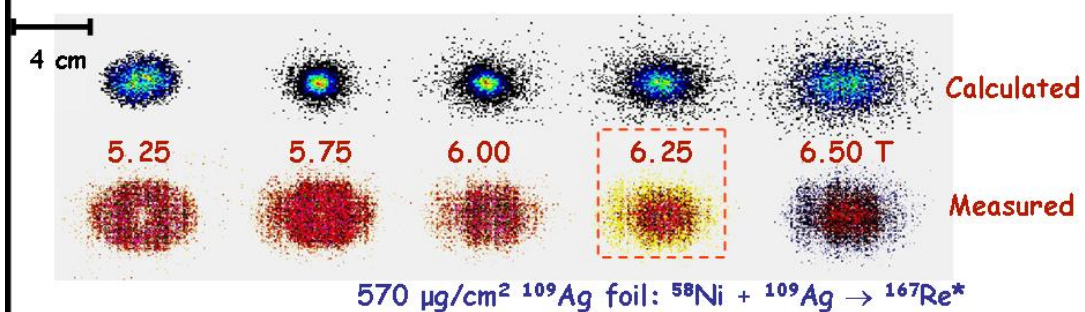 4 cm
Calculated
5.25 5.75 6.00 6.25 6.50 T
Measured
570 µg/cm² ¹⁰⁹Ag foil: ⁵⁸Ni + ¹⁰⁹Ag → ¹⁶⁷Re*